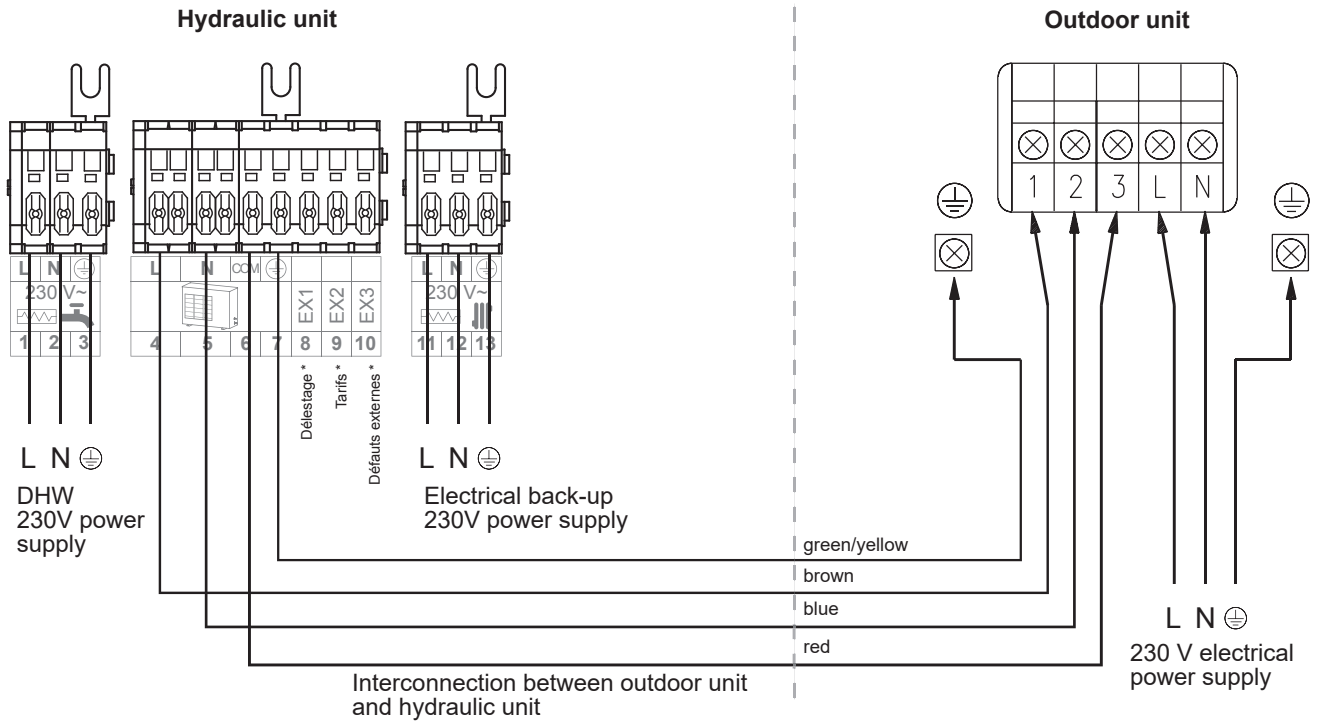 Hydraulic unit
Outdoor unit
1 2 3 L N
L N
230 V~
1 2 3
L N COM
EX1
EX2
EX3
4 5 6 7 8 9 10
Délestage *
Tarifs *
Défauts externes *
L N
230 V~
11 12 13
L N
DHW
230V power
supply
L N
Electrical back-up
230V power supply
green/yellow
brown
blue
red
Interconnection between outdoor unit
and hydraulic unit
L N
230 V electrical
power supply